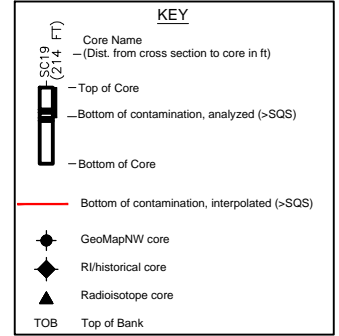 KEY
SC19
(214 FT)
Core Name
(Dist. from cross section to core in ft)
Top of Core
Bottom of contamination, analyzed (>SQS)
Bottom of Core
Bottom of contamination, interpolated (>SQS)
GeoMapNW core
RI/historical core
Radioisotope core
TOB Top of Bank